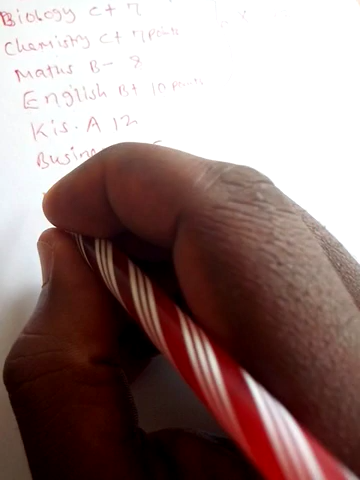 Biology C+ 7
Chemistry C+ 7 points
Maths B- 8
English B+ 10 points
Kis. A 12